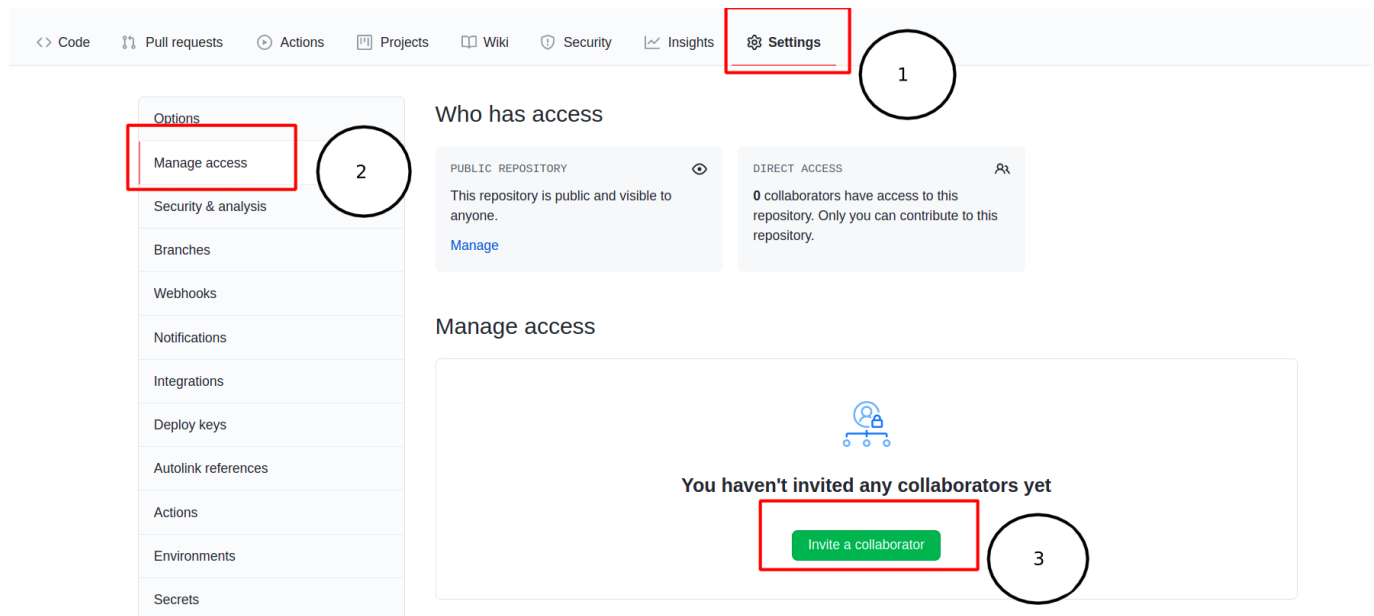 Code
Pull requests
Actions
Projects
Wiki
Security
Insights
Settings
1
Options
Manage access
2
Security & analysis
Branches
Webhooks
Notifications
Integrations
Deploy keys
Autolink references
Actions
Environments
Secrets
Who has access
PUBLIC REPOSITORY
This repository is public and visible to
anyone.
Manage
DIRECT ACCESS
0 collaborators have access to this
repository. Only you can contribute to this
repository.
Manage access
You haven't invited any collaborators yet
Invite a collaborator
3